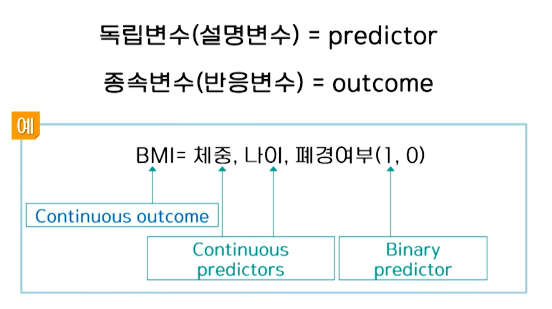 독립변수(설명변수) = predictor
종속변수(반응변수) = outcome
예
BMI= 체중, 나이, 폐경여부(1, 0)
Continuous outcome
Continuous
predictors
Binary
predictor